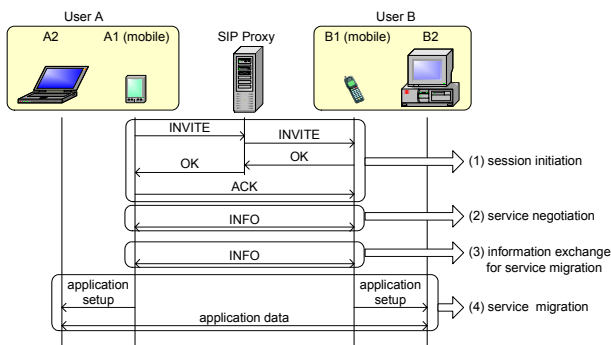 User A
User B
A2
A1 (mobile)
SIP Proxy
B1 (mobile)
B2
INVITE
INVITE
OK
OK
(1) session initiation
ACK
INFO
(2) service negotiation
INFO
(3) information exchange
for service migration
application
setup
application
setup
(4) service migration
application data